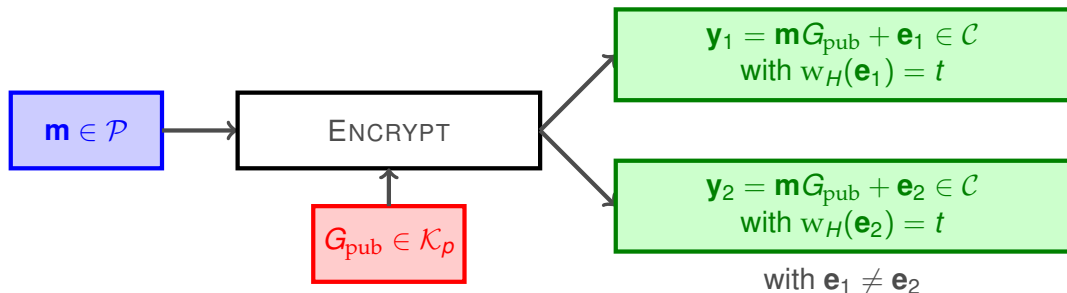 𝐲₁ = 𝐦G_pub + 𝐞₁ ∈ 𝒞
with w_H(𝐞₁) = t
𝐦 ∈ 𝒫
ENCRYPT
𝐲₂ = 𝐦G_pub + 𝐞₂ ∈ 𝒞
with w_H(𝐞₂) = t
G_pub ∈ 𝒦_p
with 𝐞₁ ≠ 𝐞₂